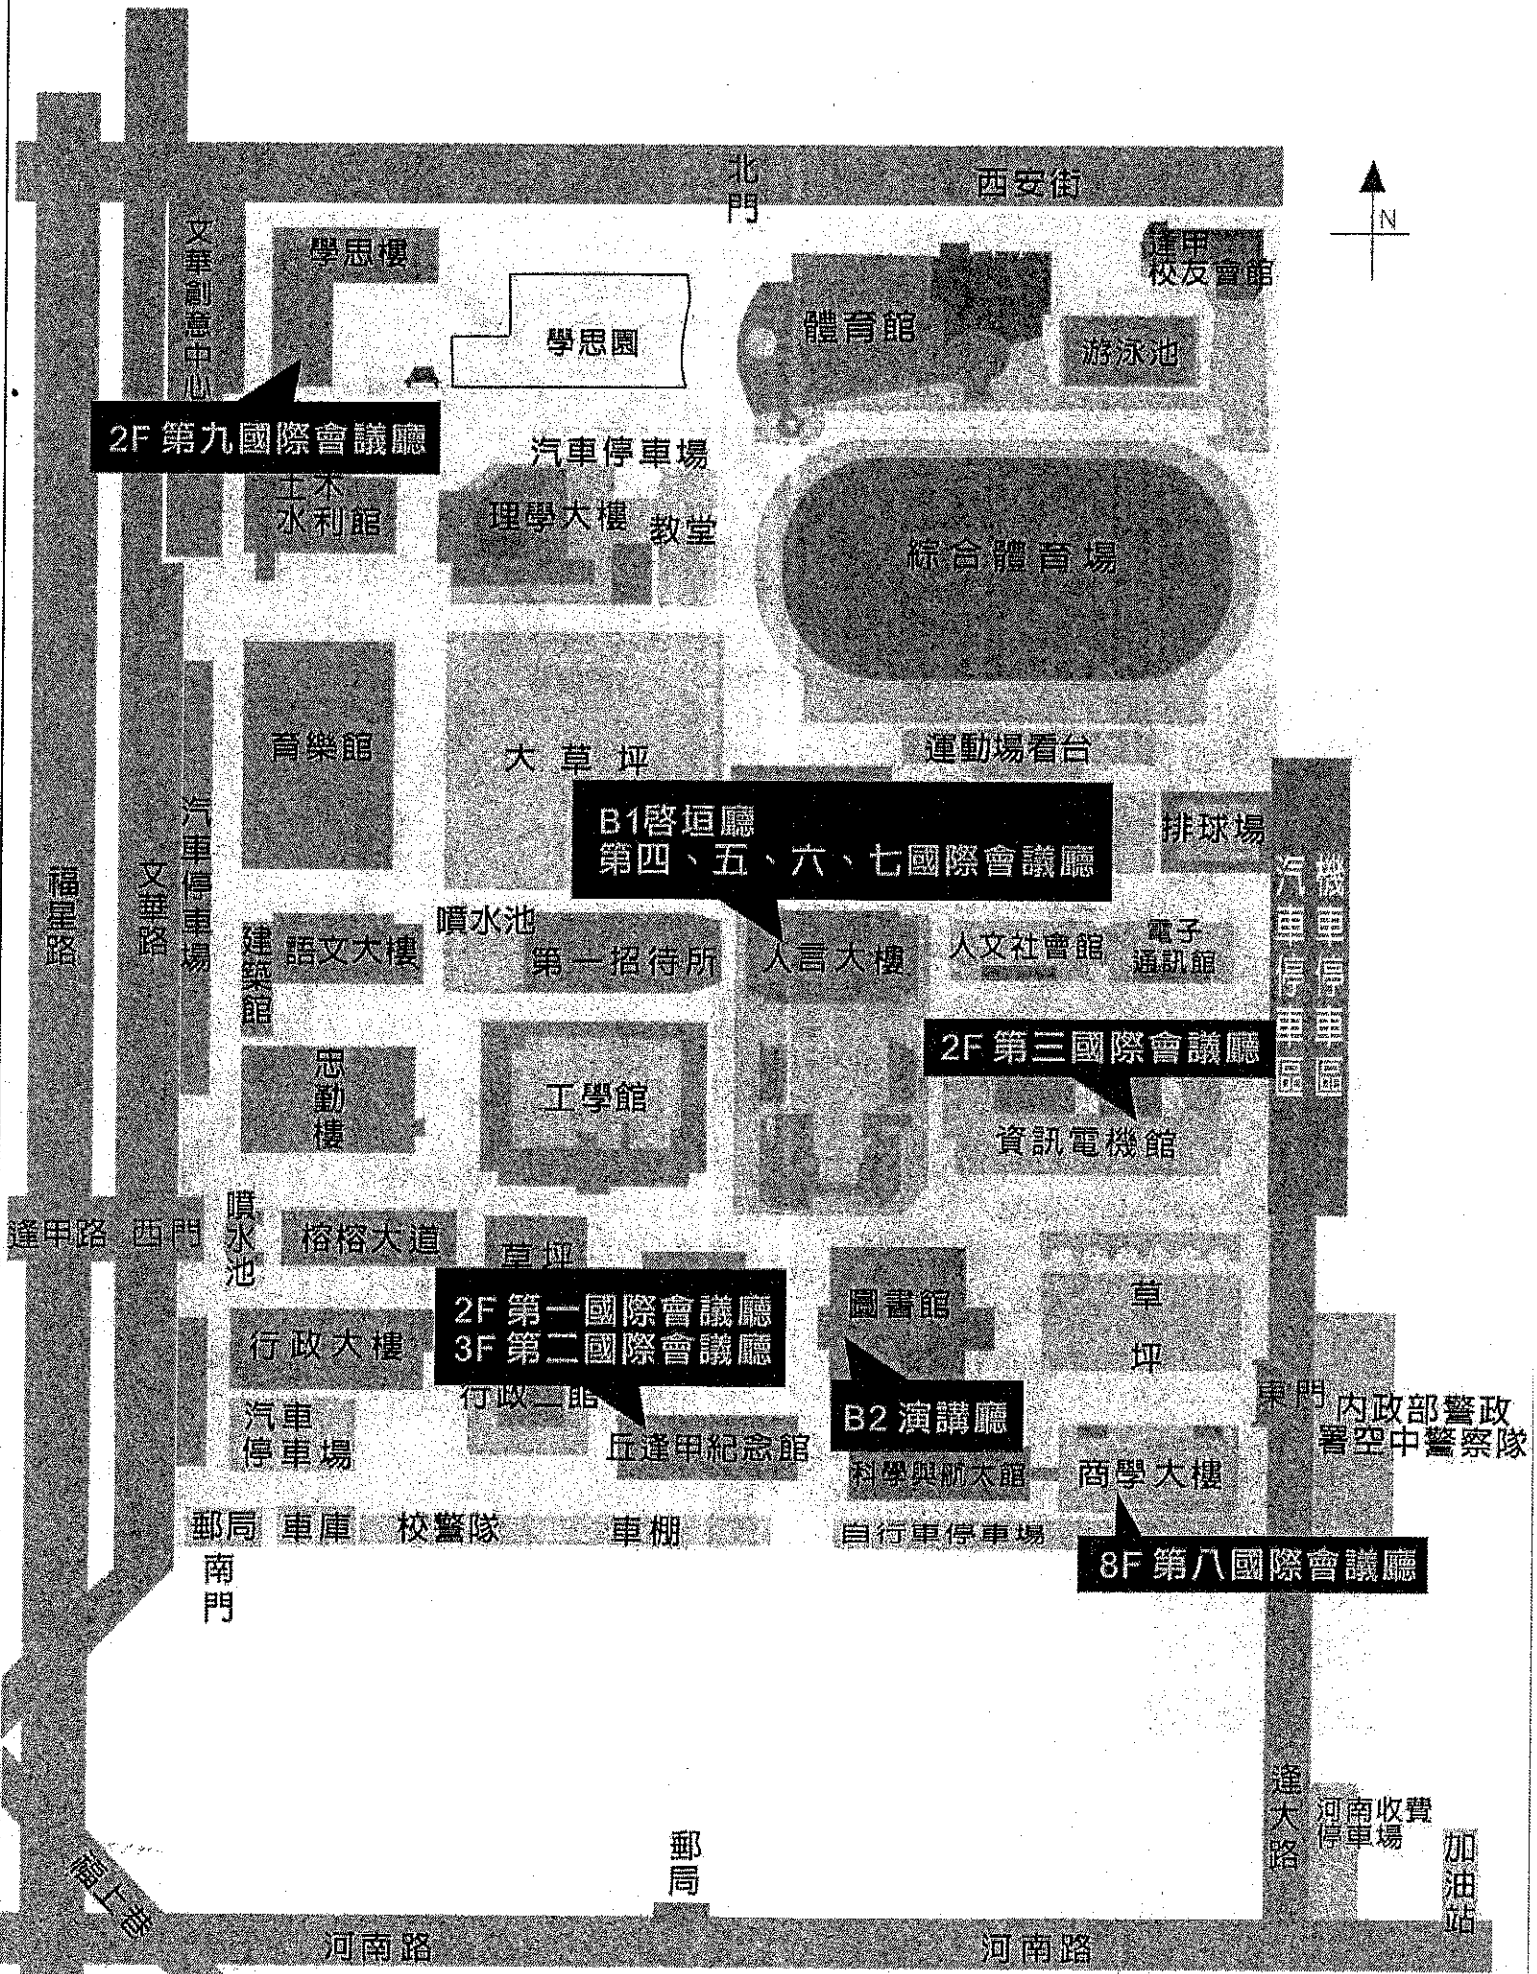 北門
西安街
N
文華創意中心
學思樓
逢甲
校友會館
學思園
體育館
游泳池
2F 第九國際會議廳
汽車停車場
土木
水利館
理學大樓
教堂
綜合體育場
育樂館
大草坪
運動場看台
B1啓垣廳
第四、五、六、七國際會議廳
排球場
汽車停車場
福星路
文華路
汽車停車區
機車停車區
建築館
語文大樓
噴水池
第一招待所
人言大樓
人文社會館
電子
通訊館
2F 第三國際會議廳
忠勤樓
工學館
資訊電機館
逢甲路
西門
噴水池
榕榕大道
草坪
2F 第一國際會議廳
3F 第二國際會議廳
圖書館
草坪
行政大樓
行政二館
B2 演講廳
東門
內政部警政
署空中警察隊
汽車
停車場
丘逢甲紀念館
科學與航太館
商學大樓
郵局
車庫
校警隊
車棚
自行車停車場
8F 第八國際會議廳
南門
逢大路
河南收費
停車場
加油站
郵局
福上巷
河南路
河南路